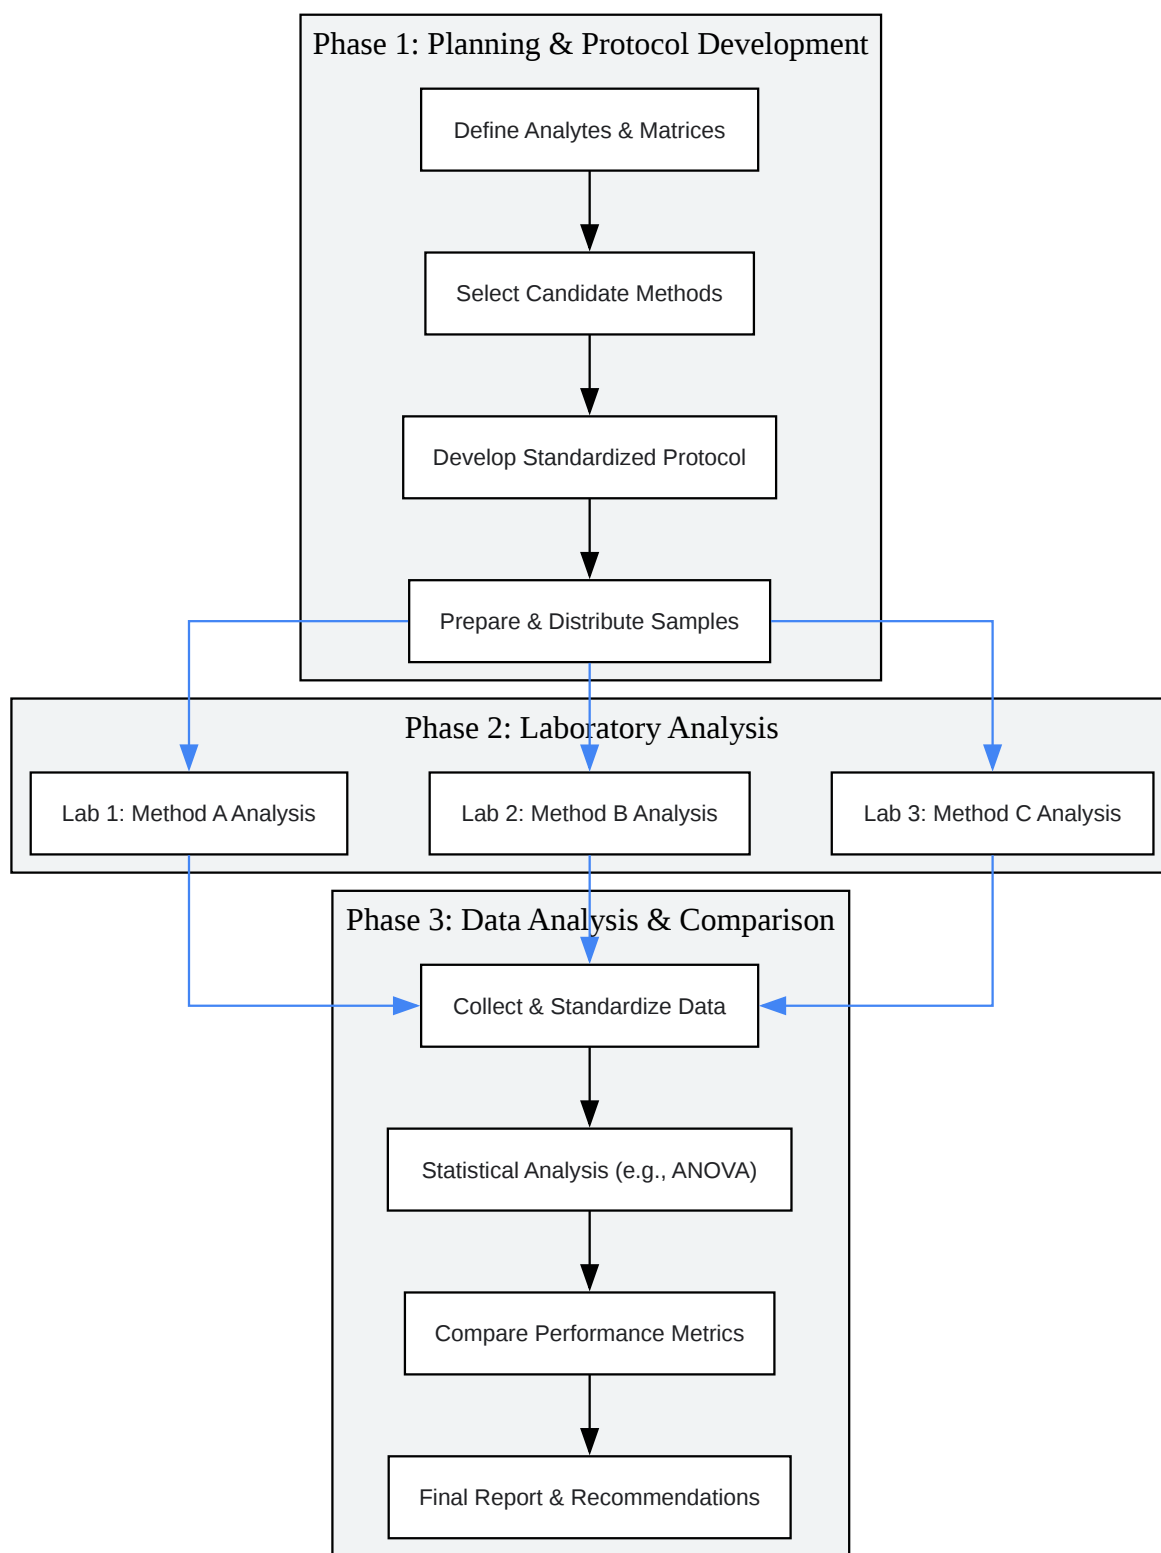 Phase 1: Planning & Protocol Development
Define Analytes & Matrices
Select Candidate Methods
Develop Standardized Protocol
Prepare & Distribute Samples
Phase 2: Laboratory Analysis
Lab 1: Method A Analysis
Lab 2: Method B Analysis
Lab 3: Method C Analysis
Phase 3: Data Analysis & Comparison
Collect & Standardize Data
Statistical Analysis (e.g., ANOVA)
Compare Performance Metrics
Final Report & Recommendations